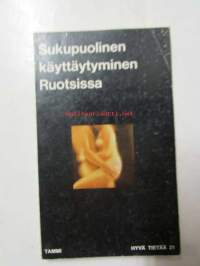 Sukupuolinen
käyttäytyminen
Ruotsissa
TAMMI HYVÄ TIETÄÄ 21